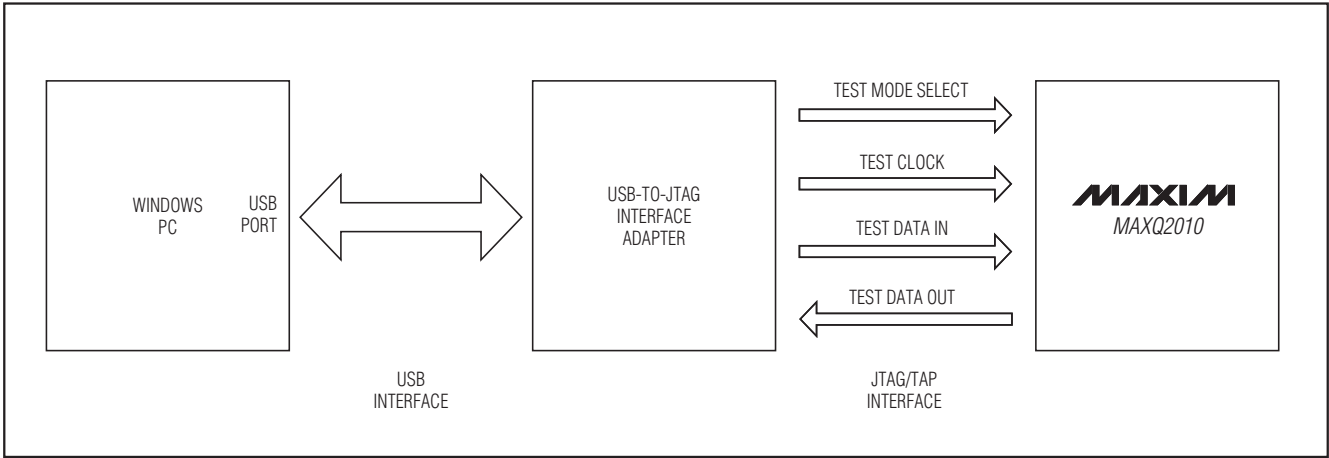 WINDOWS
PC
USB
PORT
USB
INTERFACE
USB-TO-JTAG
INTERFACE
ADAPTER
TEST MODE SELECT
TEST CLOCK
TEST DATA IN
TEST DATA OUT
JTAG/TAP
INTERFACE
MAXIM
MAXQ2010